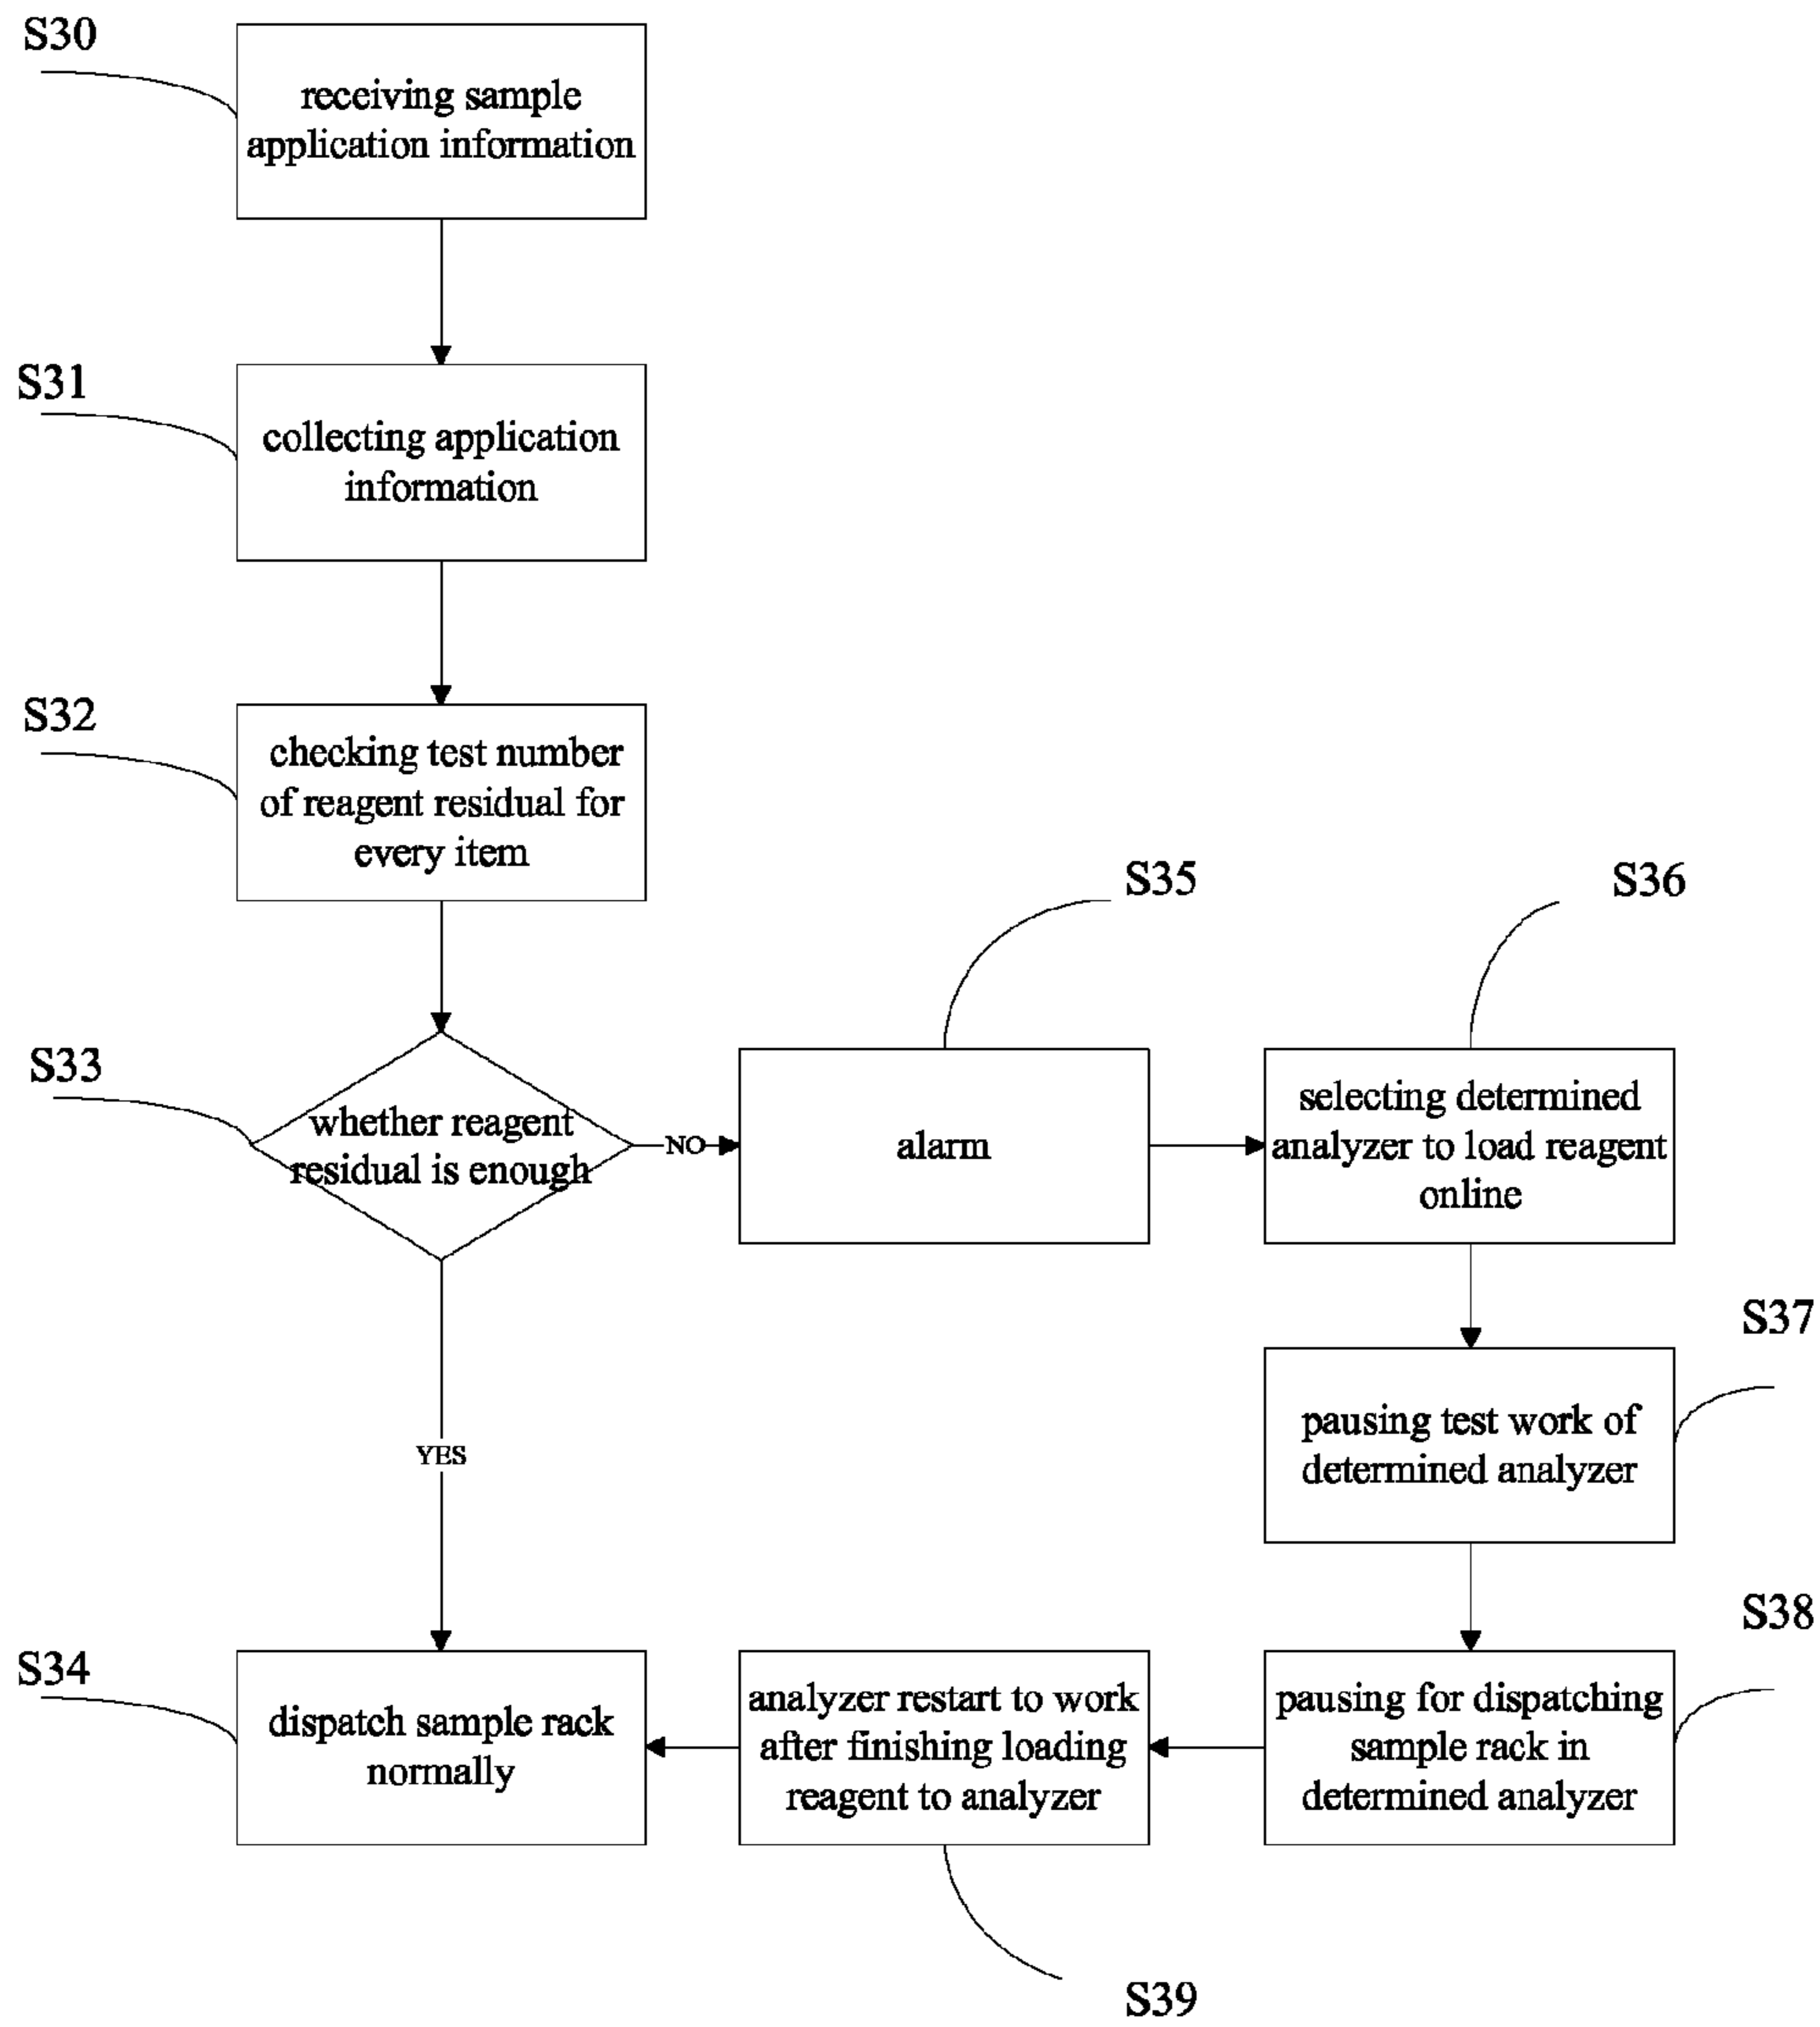 S30
receiving sample
application information
S31
collecting application
information
S32
checking test number
of reagent residual for
every item
S33
whether reagent
residual is enough
NO
S35
alarm
S36
selecting determined
analyzer to load reagent
online
S37
pausing test work of
determined analyzer
YES
S34
dispatch sample rack
normally
analyzer restart to work
after finishing loading
reagent to analyzer
S39
S38
pausing for dispatching
sample rack in
determined analyzer